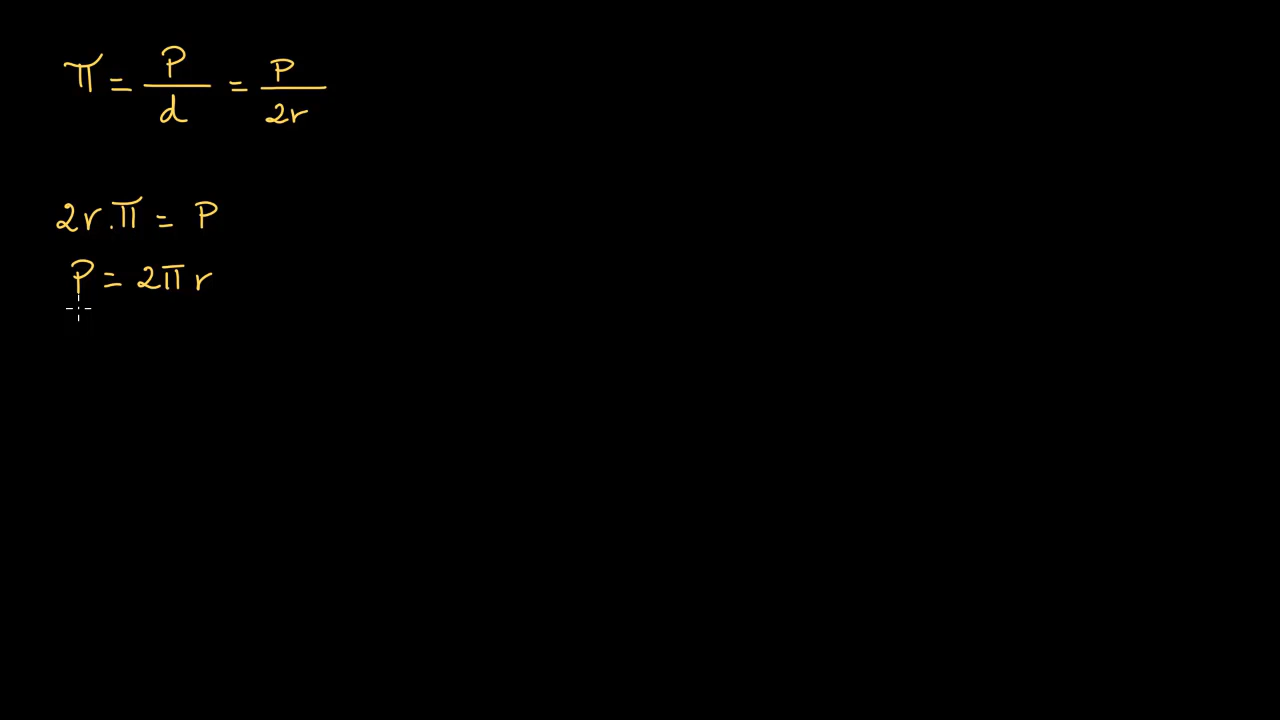 π = P/d = P/2r
2r.π = P
P = 2πr